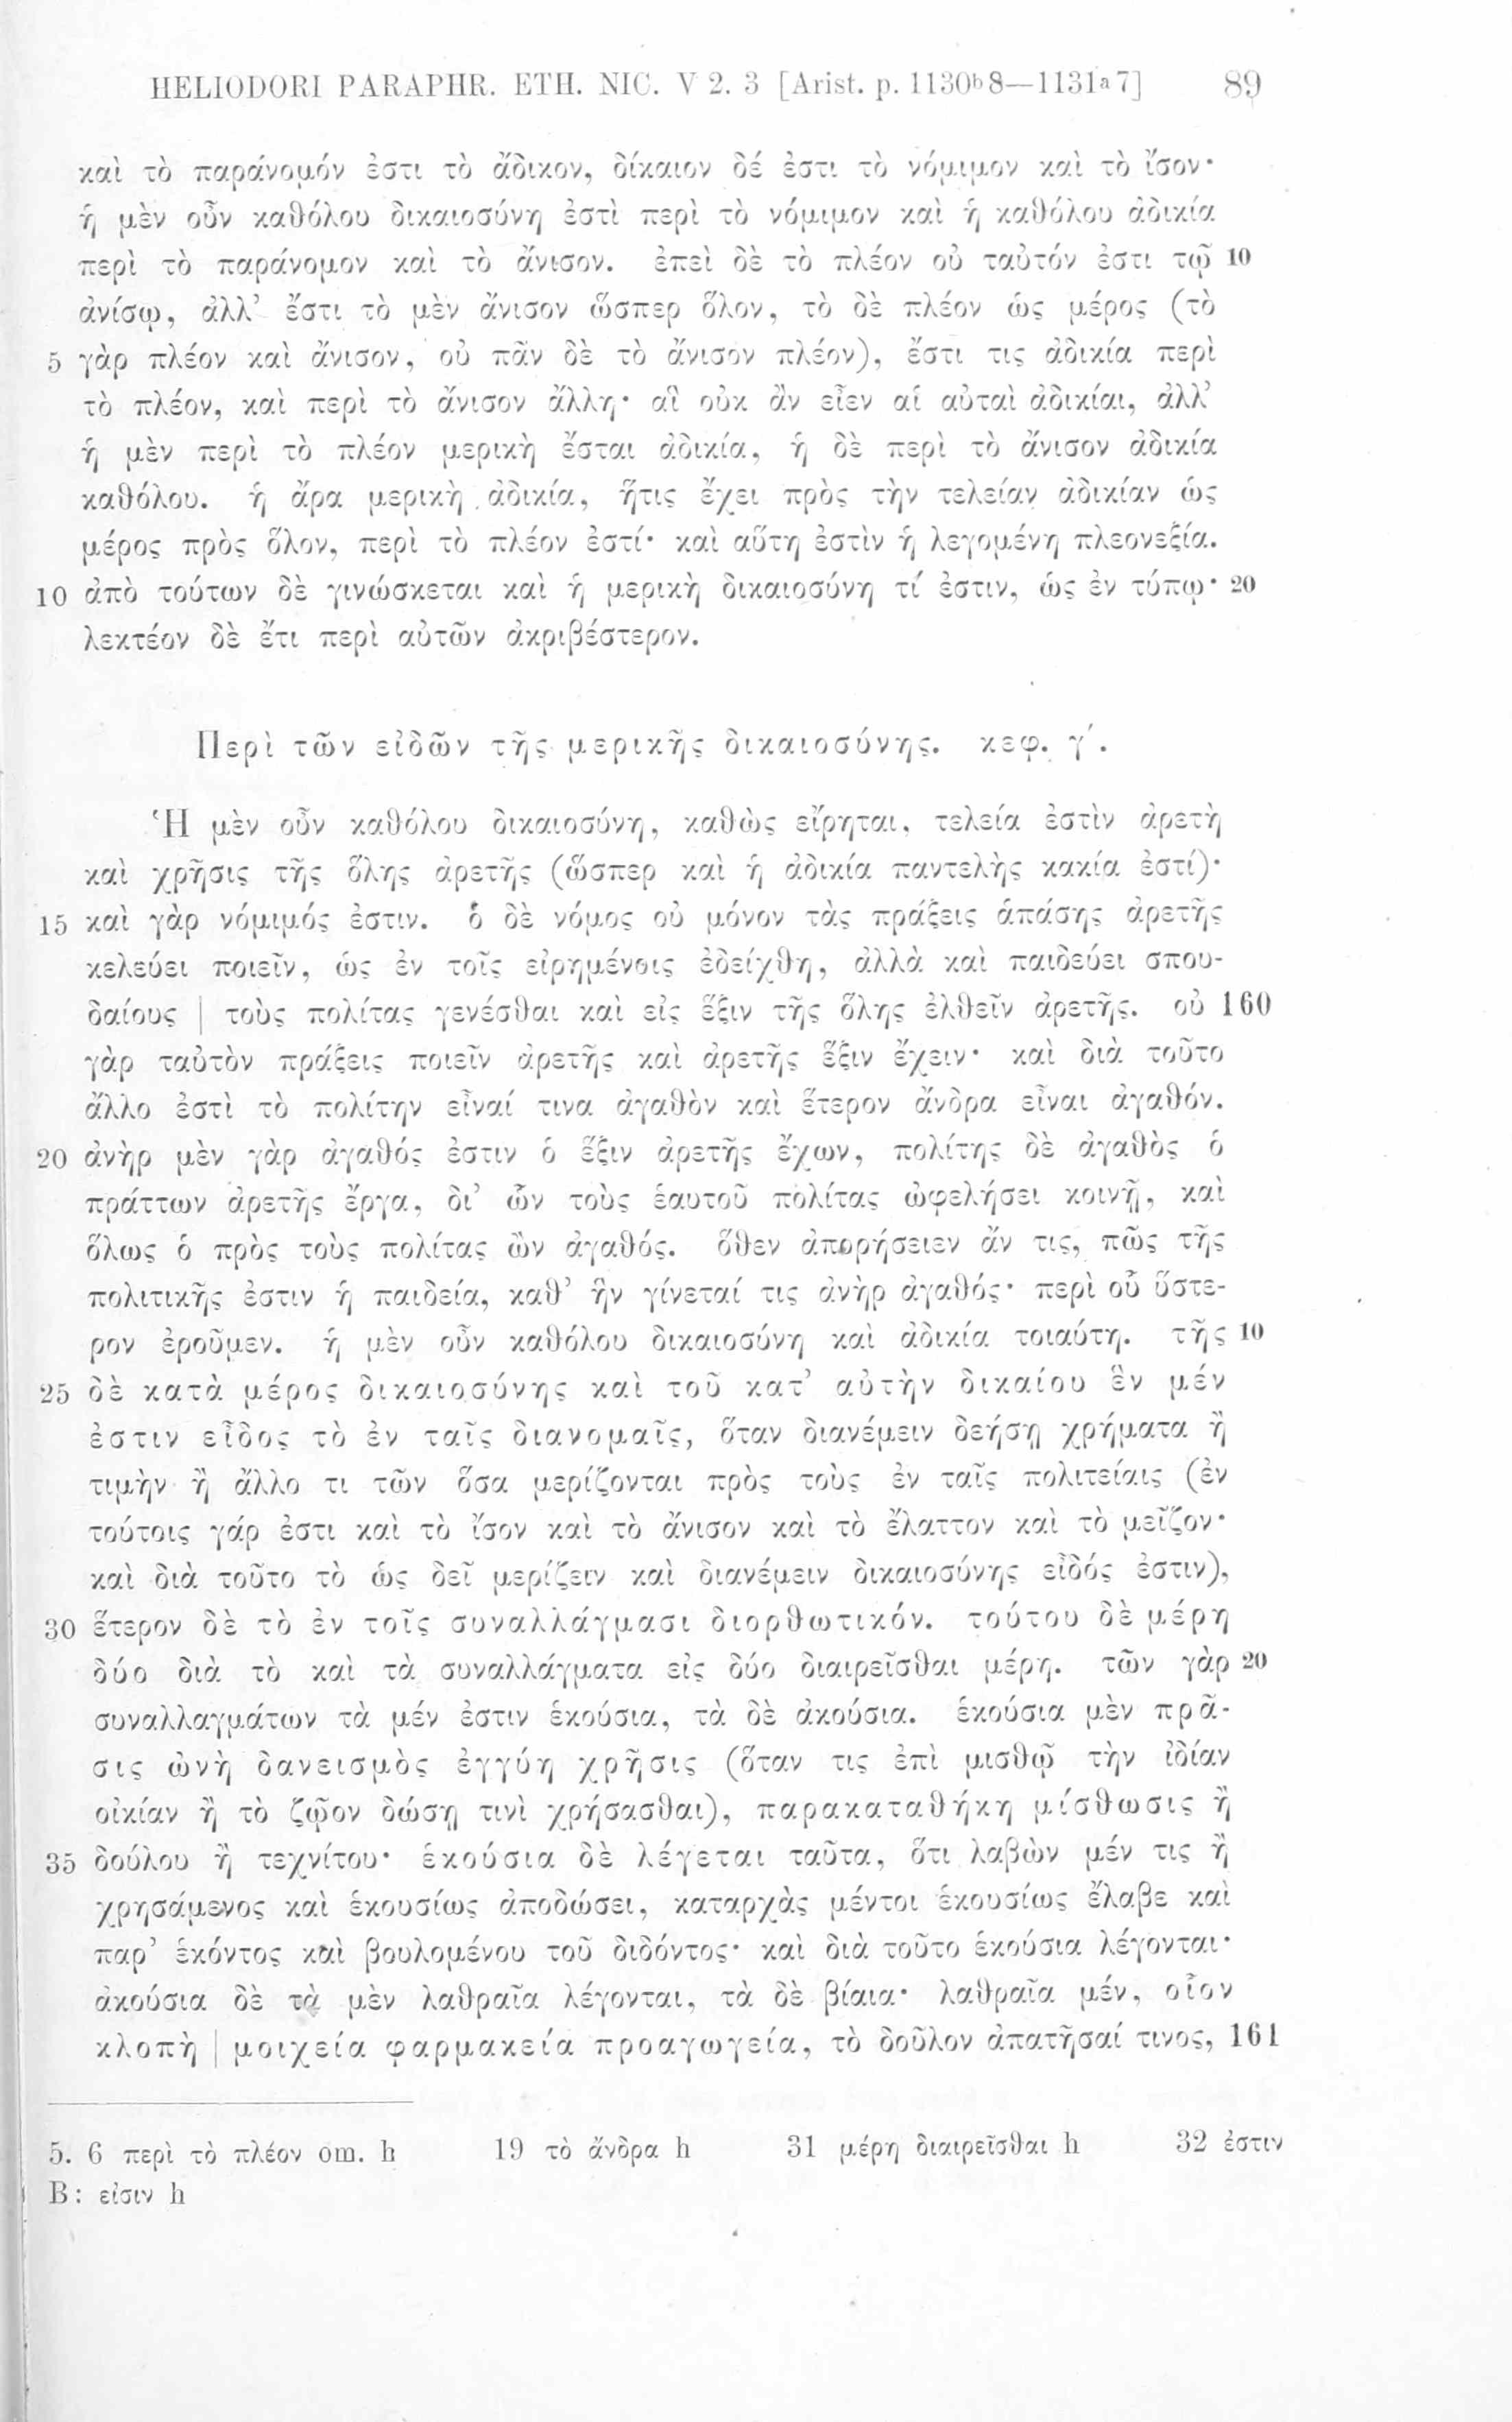 HELIODORI PARAPHR. ETH. NIC. V 2. 3 [Arist. p. 1130ᵇ8—1131ᵃ7] 89
καὶ τὸ παράνομόν ἐστι τὸ ἄδικον, δίκαιον δέ ἐστι τὸ νόμιμον καὶ τὸ ἴσον·
ἡ μὲν οὖν καθόλου δικαιοσύνη ἐστὶ περὶ τὸ νόμιμον καὶ ἡ καθόλου ἀδικία
περὶ τὸ παράνομον καὶ τὸ ἄνισον. ἐπεὶ δὲ τὸ πλέον οὐ ταὐτόν ἐστι τῷ 10
ἀνίσῳ, ἀλλ’ ἔστι τὸ μὲν ἄνισον ὥσπερ ὅλον, τὸ δὲ πλέον ὡς μέρος (τὸ
5 γὰρ πλέον καὶ ἄνισον, οὐ πᾶν δὲ τὸ ἄνισον πλέον), ἔστι τις ἀδικία περὶ
τὸ πλέον, καὶ περὶ τὸ ἄνισον ἄλλη· αἳ οὐκ ἂν εἶεν αἱ αὐταὶ ἀδικίαι, ἀλλ’
ἡ μὲν περὶ τὸ πλέον μερικὴ ἔσται ἀδικία, ἡ δὲ περὶ τὸ ἄνισον ἀδικία
καθόλου. ἡ ἄρα μερικὴ ἀδικία, ἥτις ἔχει πρὸς τὴν τελείαν ἀδικίαν ὡς
μέρος πρὸς ὅλον, περὶ τὸ πλέον ἐστί· καὶ αὕτη ἐστὶν ἡ λεγομένη πλεονεξία.
10 ἀπὸ τούτων δὲ γινώσκεται καὶ ἡ μερικὴ δικαιοσύνη τί ἐστιν, ὡς ἐν τύπῳ· 20
λεκτέον δὲ ἔτι περὶ αὐτῶν ἀκριβέστερον.
Περὶ τῶν εἰδῶν τῆς μερικῆς δικαιοσύνης. κεφ. γ´.
Ἡ μὲν οὖν καθόλου δικαιοσύνη, καθὼς εἴρηται, τελεία ἐστὶν ἀρετὴ
καὶ χρῆσις τῆς ὅλης ἀρετῆς (ὥσπερ καὶ ἡ ἀδικία παντελὴς κακία ἐστί)·
15 καὶ γὰρ νόμιμός ἐστιν. ὁ δὲ νόμος οὐ μόνον τὰς πράξεις ἁπάσης ἀρετῆς
κελεύει ποιεῖν, ὡς ἐν τοῖς εἰρημένοις ἐδείχθη, ἀλλὰ καὶ παιδεύει σπου-
δαίους | τοὺς πολίτας γενέσθαι καὶ εἰς ἕξιν τῆς ὅλης ἐλθεῖν ἀρετῆς. οὐ 160
γὰρ ταὐτὸν πράξεις ποιεῖν ἀρετῆς καὶ ἀρετῆς ἕξιν ἔχειν· καὶ διὰ τοῦτο
ἄλλο ἐστὶ τὸ πολίτην εἶναί τινα ἀγαθὸν καὶ ἕτερον ἄνδρα εἶναι ἀγαθόν.
20 ἀνὴρ μὲν γὰρ ἀγαθός ἐστιν ὁ ἕξιν ἀρετῆς ἔχων, πολίτης δὲ ἀγαθὸς ὁ
πράττων ἀρετῆς ἔργα, δι’ ὧν τοὺς ἑαυτοῦ πολίτας ὠφελήσει κοινῇ, καὶ
ὅλως ὁ πρὸς τοὺς πολίτας ὢν ἀγαθός. ὅθεν ἀπορήσειεν ἄν τις, πῶς τῆς
πολιτικῆς ἐστιν ἡ παιδεία, καθ’ ἣν γίνεταί τις ἀνὴρ ἀγαθός· περὶ οὗ ὕστε-
ρον ἐροῦμεν. ἡ μὲν οὖν καθόλου δικαιοσύνη καὶ ἀδικία τοιαύτη. τῆς 10
25 δὲ κατὰ μέρος δικαιοσύνης καὶ τοῦ κατ’ αὐτὴν δικαίου ἓν μέν
ἐστιν εἶδος τὸ ἐν ταῖς διανομαῖς, ὅταν διανέμειν δεήσῃ χρήματα ἢ
τιμὴν ἢ ἄλλο τι τῶν ὅσα μερίζονται πρὸς τοὺς ἐν ταῖς πολιτείαις (ἐν
τούτοις γάρ ἐστι καὶ τὸ ἴσον καὶ τὸ ἄνισον καὶ τὸ ἔλαττον καὶ τὸ μεῖζον·
καὶ διὰ τοῦτο τὸ ὡς δεῖ μερίζειν καὶ διανέμειν δικαιοσύνης εἶδός ἐστιν),
30 ἕτερον δὲ τὸ ἐν τοῖς συναλλάγμασι διορθωτικόν. τούτου δὲ μέρη
δύο διὰ τὸ καὶ τὰ συναλλάγματα εἰς δύο διαιρεῖσθαι μέρη. τῶν γὰρ 20
συναλλαγμάτων τὰ μέν ἐστιν ἑκούσια, τὰ δὲ ἀκούσια. ἑκούσια μὲν πρᾶ-
σις ὠνὴ δανεισμὸς ἐγγύη χρῆσις (ὅταν τις ἐπὶ μισθῷ τὴν ἰδίαν
οἰκίαν ἢ τὸ ζῷον δώσῃ τινὶ χρήσασθαι), παρακαταθήκη μίσθωσις ἢ
35 δούλου ἢ τεχνίτου· ἑκούσια δὲ λέγεται ταῦτα, ὅτι λαβὼν μέν τις ἢ
χρησάμενος καὶ ἑκουσίως ἀποδώσει, καταρχὰς μέντοι ἑκουσίως ἔλαβε καὶ
παρ’ ἑκόντος καὶ βουλομένου τοῦ διδόντος· καὶ διὰ τοῦτο ἑκούσια λέγονται·
ἀκούσια δὲ τὰ μὲν λαθραῖα λέγονται, τὰ δὲ βίαια· λαθραῖα μέν, οἷον
κλοπὴ | μοιχεία φαρμακεία προαγωγεία, τὸ δοῦλον ἀπατῆσαί τινος, 161
5. 6 περὶ τὸ πλέον om. h 19 τὸ ἄνδρα h 31 μέρη διαιρεῖσθαι h 32 ἐστιν
B: εἰσιν h